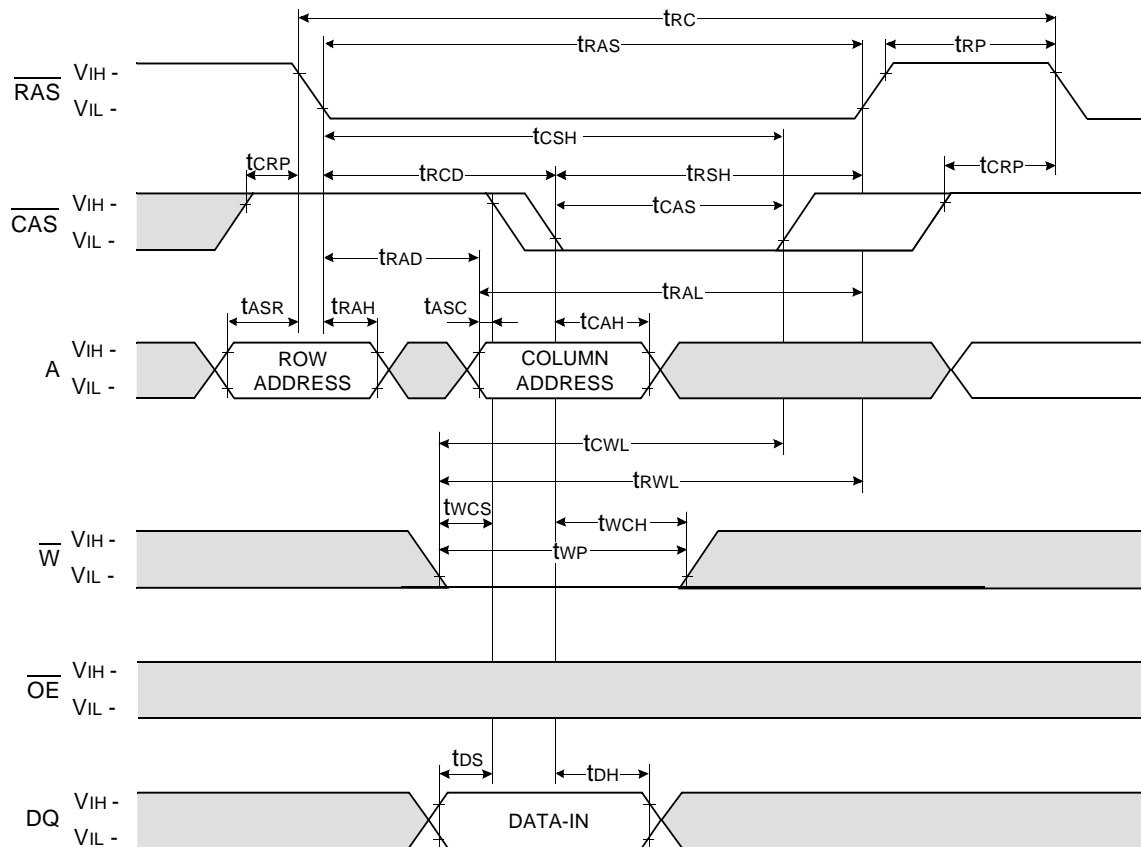 tRC
tRAS
tRP
RAS
VIH -
VIL -
tCSH
tCRP
tRCD
tRSH
tCRP
CAS
VIH -
VIL -
tCAS
tRAD
tRAL
tASR
tRAH
tASC
tCAH
A
VIH -
VIL -
ROW
ADDRESS
COLUMN
ADDRESS
tCWL
tRWL
tWCS
tWCH
W
VIH -
VIL -
tWP
OE
VIH -
VIL -
tDS
tDH
DQ
VIH -
VIL -
DATA-IN